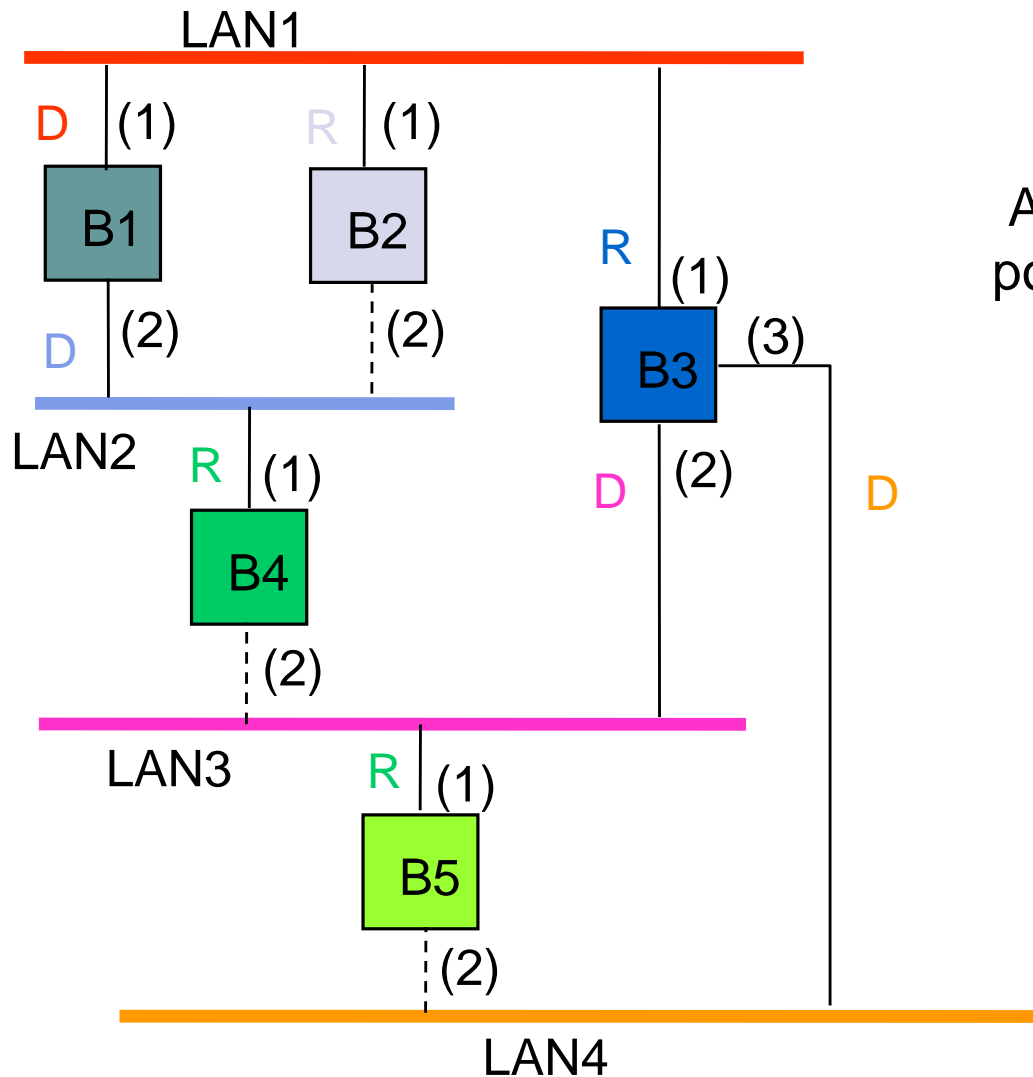 LAN1
D (1) R (1)
B1 B2
R (1)
(3)
B3
D (2) (2)
LAN2
R (1) D (2) D
B4
(2)
LAN3
R (1)
B5
(2)
LAN4
A